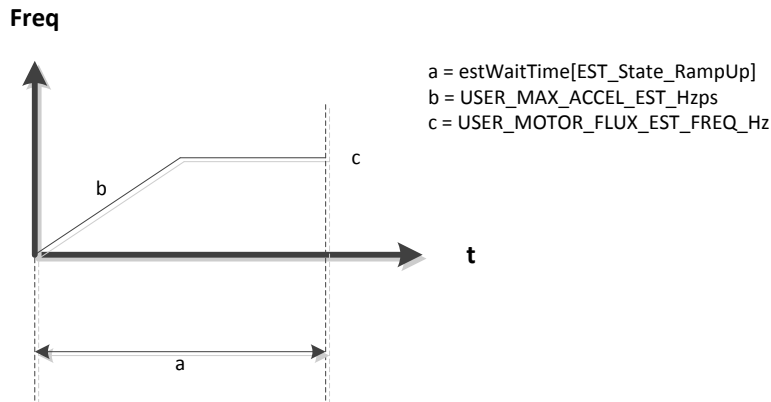 Freq
a = estWaitTime[EST_State_RampUp]
b = USER_MAX_ACCEL_EST_Hzps
c = USER_MOTOR_FLUX_EST_FREQ_Hz
c
b
t
a